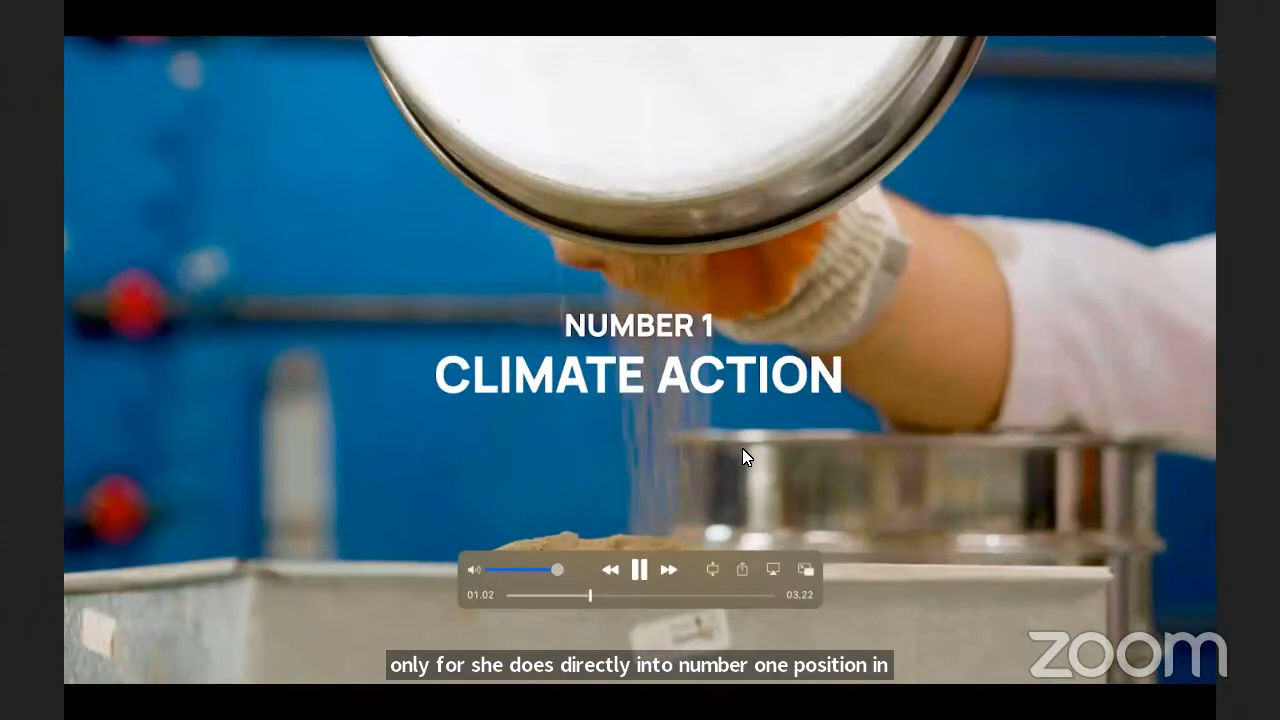 NUMBER 1
CLIMATE ACTION
01.02
03.22
only for she does directly into number one position in
zoom